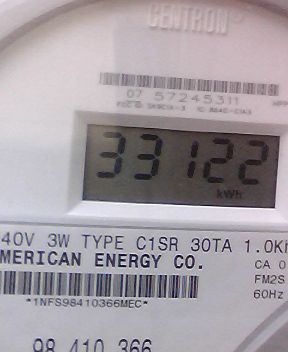 CENTRON®
07 57245311
33122
kWh
40V 3W TYPE C1SR 30TA 1.0Kh
MERICAN ENERGY CO.
CA 0
FM2S
60Hz
*1NFS98410366MEC*
98 410 366